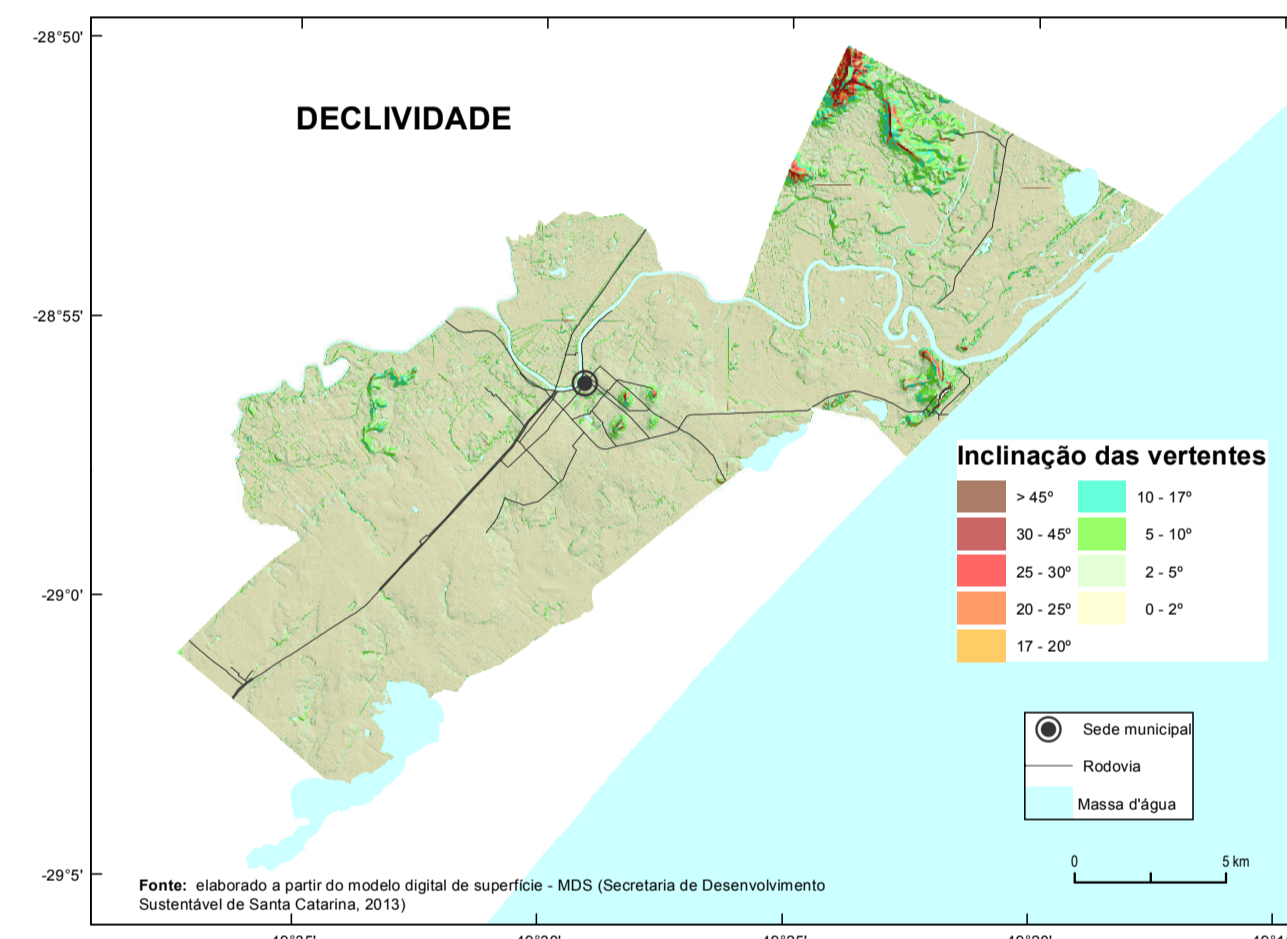 DECLIVIDADE
-28°50'
-28°55'
-29°0'
-29°5'
Inclinação das vertentes
> 45º
10 - 17º
30 - 45º
5 - 10º
25 - 30º
2 - 5º
20 - 25º
0 - 2º
17 - 20º
Sede municipal
Rodovia
Massa d'água
0
5 km
Fonte: elaborado a partir do modelo digital de superfície - MDS (Secretaria de Desenvolvimento
Sustentável de Santa Catarina, 2013)